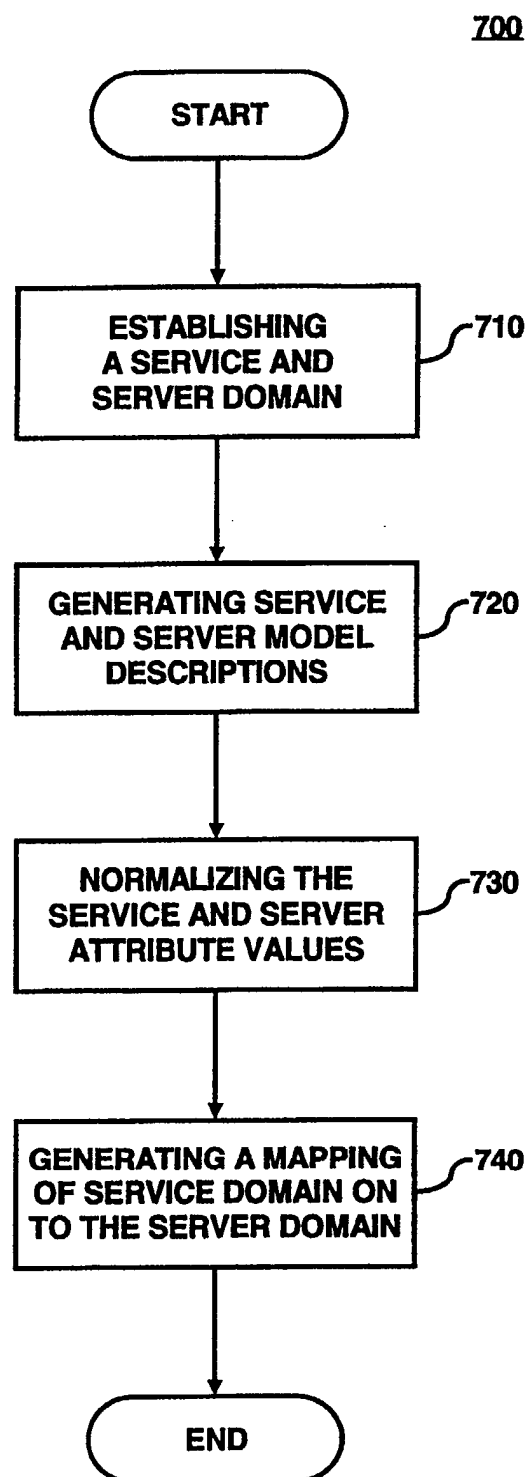 700
START
ESTABLISHING
A SERVICE AND
SERVER DOMAIN
710
GENERATING SERVICE
AND SERVER MODEL
DESCRIPTIONS
720
NORMALIZING THE
SERVICE AND SERVER
ATTRIBUTE VALUES
730
GENERATING A MAPPING
OF SERVICE DOMAIN ON
TO THE SERVER DOMAIN
740
END